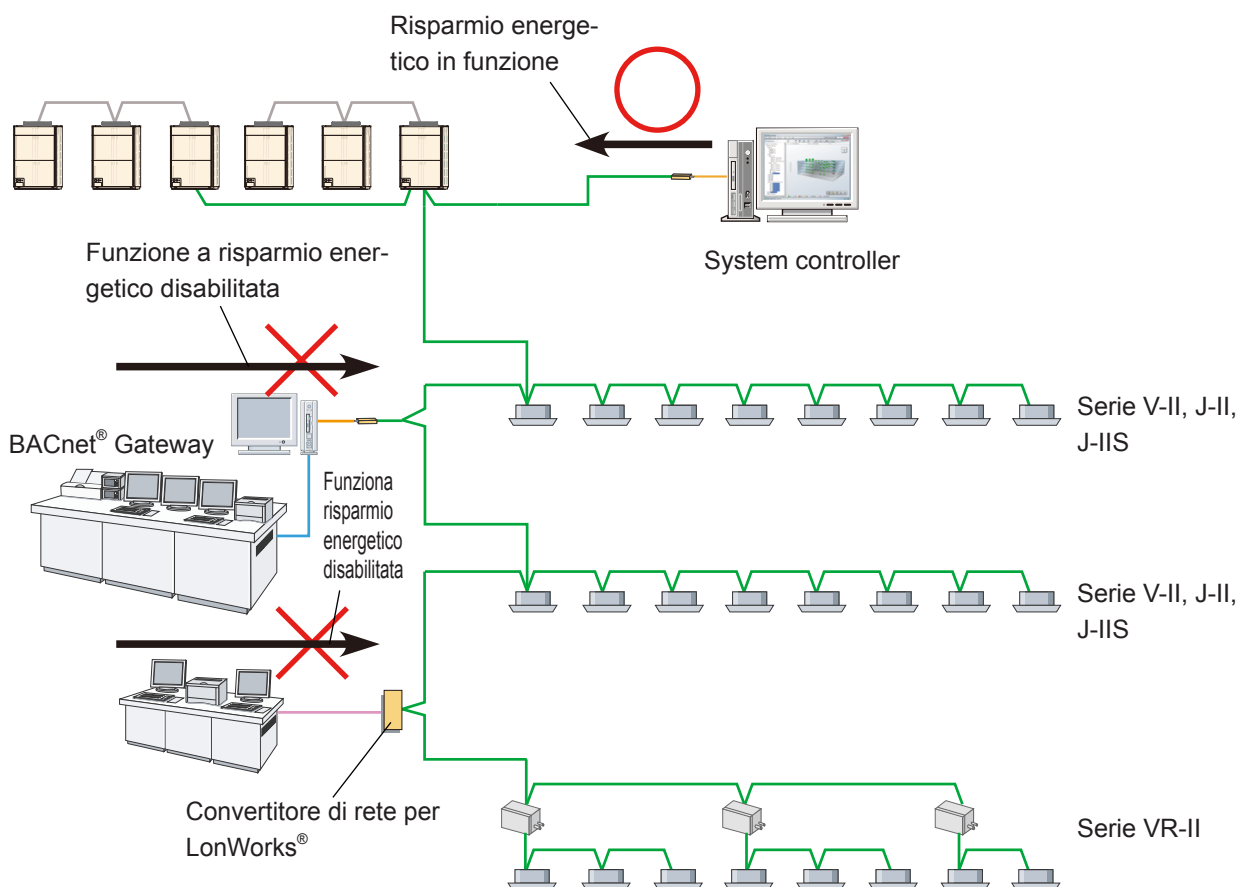 Risparmio energe-
tico in funzione
System controller
Funzione a risparmio ener-
getico disabilitata
BACnet® Gateway
Funziona
risparmio
energetico
disabilitata
Serie V-II, J-II,
J-IIS
Serie V-II, J-II,
J-IIS
Convertitore di rete per
LonWorks®
Serie VR-II